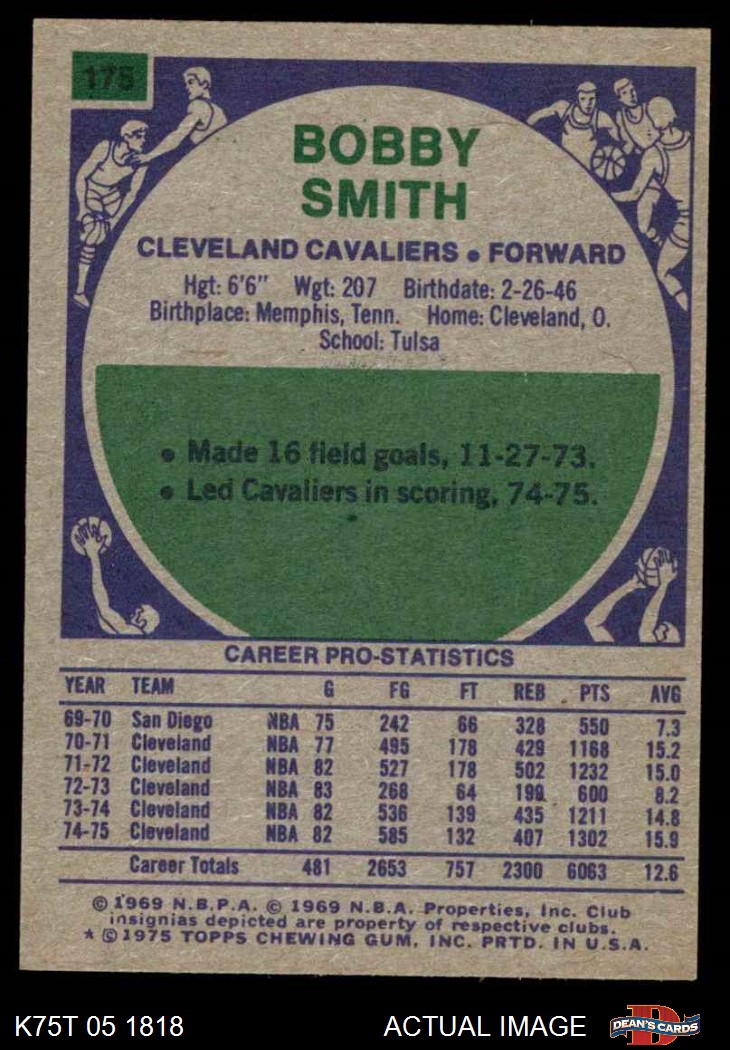 175
BOBBY
SMITH
CLEVELAND CAVALIERS • FORWARD
Hgt: 6'6" Wgt: 207 Birthdate: 2-26-46
Birthplace: Memphis, Tenn. Home: Cleveland, O.
School: Tulsa
• Made 16 field goals, 11-27-73.
• Led Cavaliers in scoring, 74-75.
CAREER PRO-STATISTICS
YEAR TEAM G FG FT REB PTS AVG
69-70 San Diego NBA 75 242 66 328 550 7.3
70-71 Cleveland NBA 77 495 178 429 1168 15.2
71-72 Cleveland NBA 82 527 178 502 1232 15.0
72-73 Cleveland NBA 83 268 64 199 600 8.2
73-74 Cleveland NBA 82 536 139 435 1211 14.8
74-75 Cleveland NBA 82 585 132 407 1302 15.9
Career Totals 481 2653 757 2300 6063 12.6
© 1969 N.B.P.A. © 1969 N.B.A. Properties, Inc. Club
insignias depicted are property of respective clubs.
* © 1975 TOPPS CHEWING GUM, INC. PRTD. IN U.S.A.
K75T 05 1818 ACTUAL IMAGE D DEAN'S CARDS